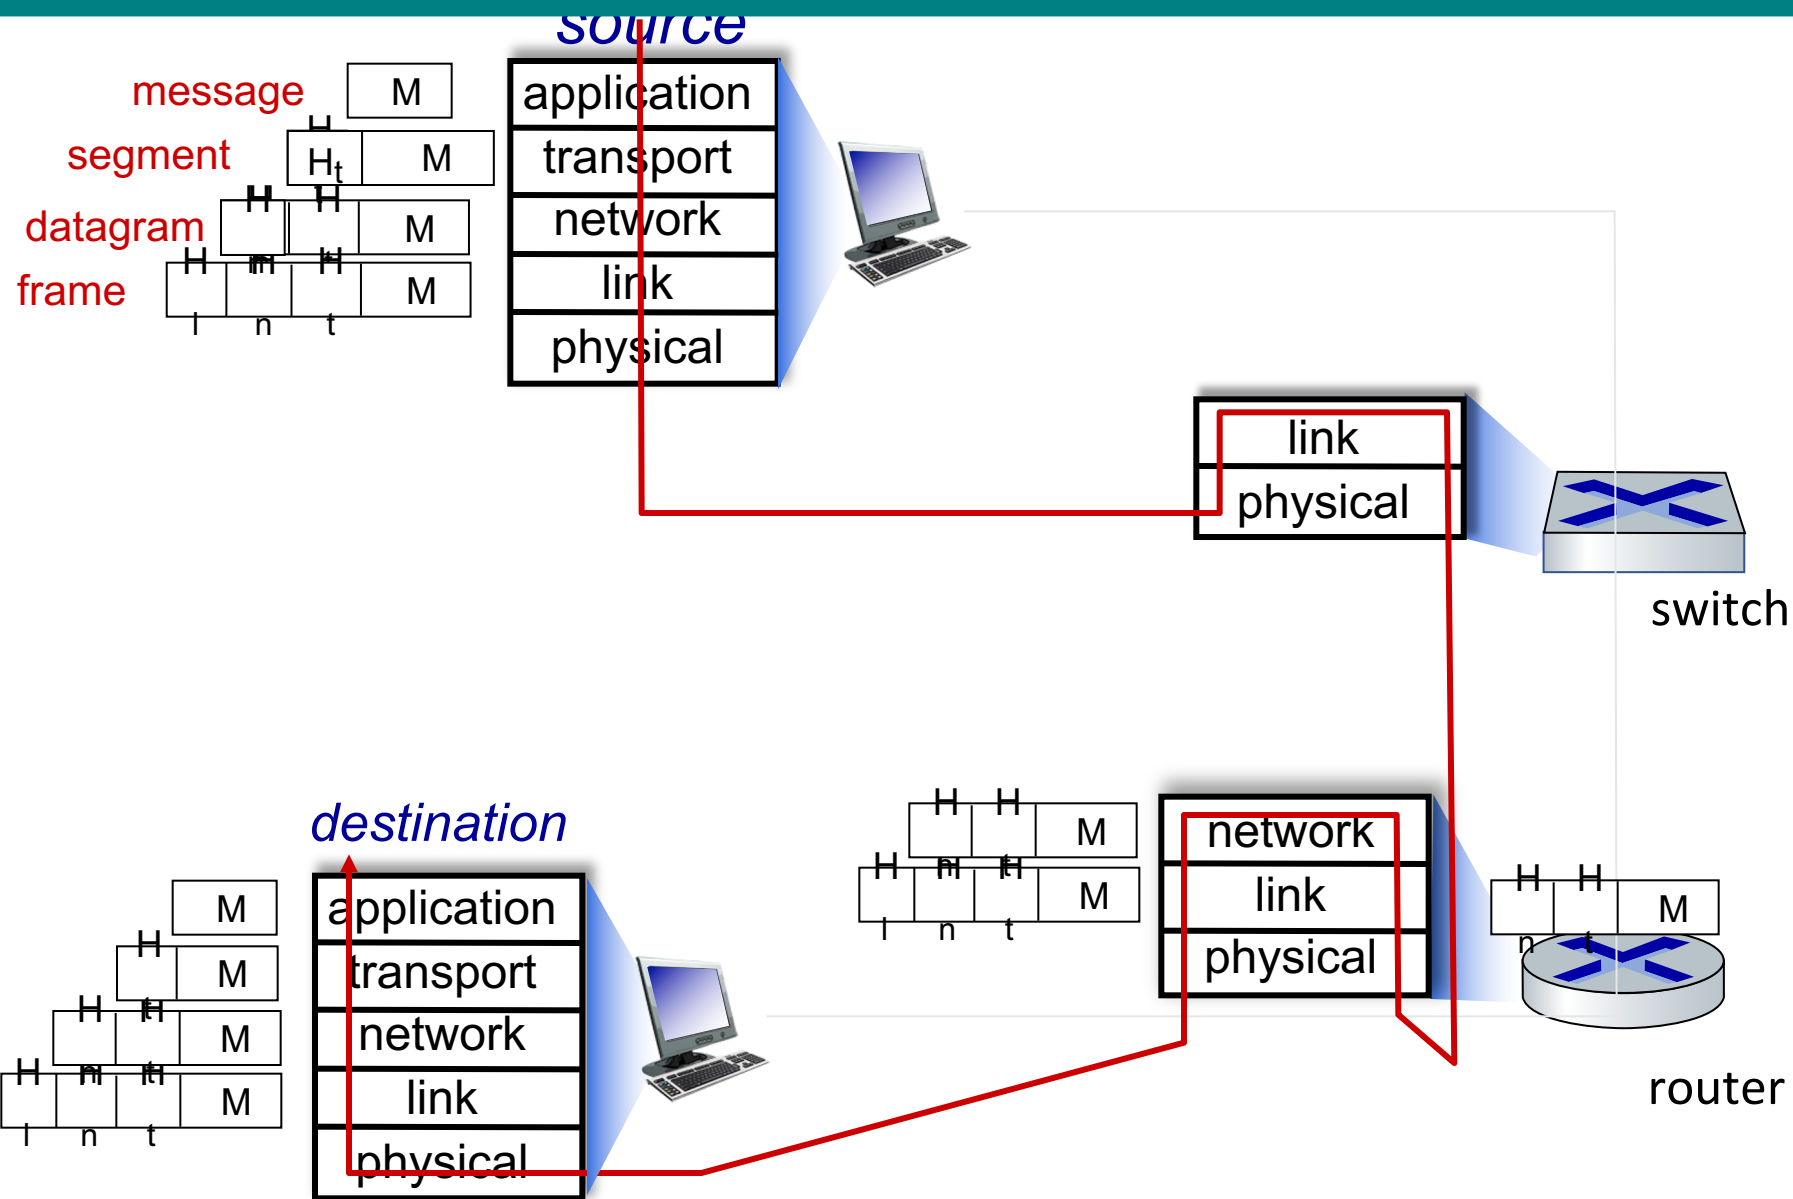 source
message M
application
segment Ht M
transport
datagram H n H t M
network
frame H l H n H t M
link
physical
link
physical
switch
destination
H n H t M
network
H l H n H t M
link
physical
H n H t M
router
M
application
H t M
transport
H n H t M
network
H l H n H t M
link
physical